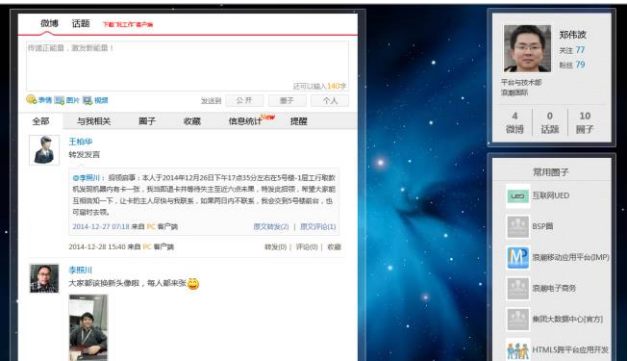 微博 话题 下载"我工作"客户端
传递正能量，激发新能量！
还可以输入140字
表情 图片 视频 发送到 公 开 圈子 个人
全部 与我相关 圈子 收藏 信息统计 提醒
王柏华
转发发言
@李照川：招领启事：本人于2014年12月26日下午17点35分左右在5号楼-1层工行取款
机发现机器内有卡一张，我当即退卡并等待失主至近六点未果，特发此招领，希望大家能
互相告知一下，让卡的主人尽快与我联系，如果两日内不联系，我会交到5号楼前台，也
可届时去领。
2014-12-27 07:18 来自 PC 客户端 原文转发(2) | 原文评论(1)
2014-12-28 15:40 来自 PC 客户端 转发(0) | 评论(0) | 收藏
李照川
大家都该换新头像啦，每人都来张
郑伟波
关注 77
粉丝 79
平台与技术部
浪潮国际
4 0 10
微博 话题 圈子
常用圈子
UED 互联网UED
BSP圈
浪潮移动应用平台(IMP)
浪潮电子商务
集团大数据中心[官方]
HTML5跨平台应用开发